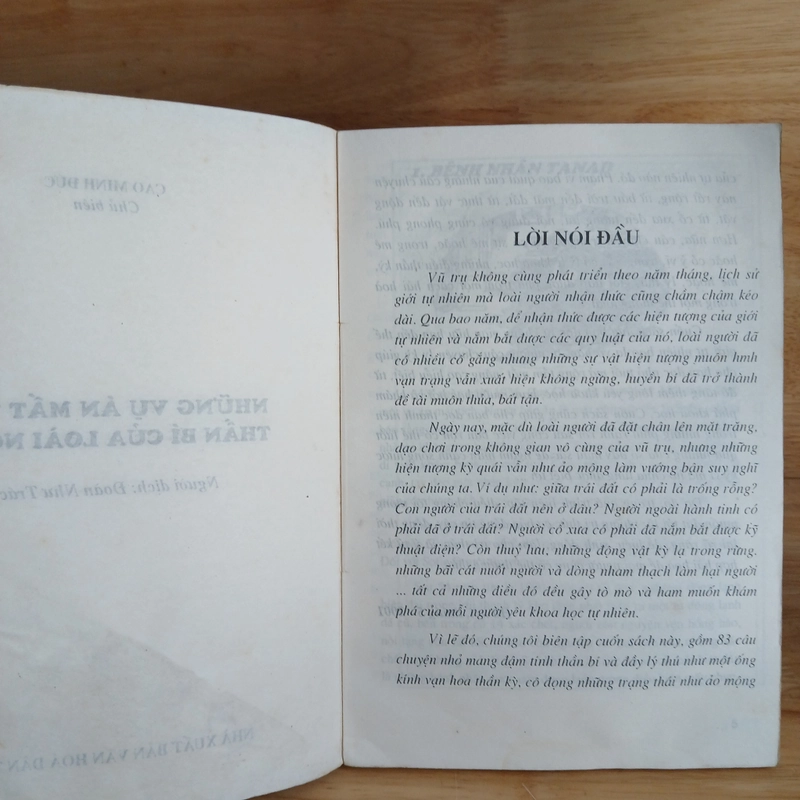 CAO MINH ĐỨC
Chủ biên
NHỮNG VỤ ÁN MẤT
THẦN BÍ CỦA LOÀI
Người dịch: Đoàn Như Trác
NHÀ XUẤT BẢN VĂN HOÁ DÂN
LỜI NÓI ĐẦU
Vũ trụ không cùng phát triển theo năm tháng, lịch sử
giới tự nhiên mà loài người nhận thức cũng chầm chậm kéo
dài. Qua bao năm, để nhận thức được các hiện tượng của giới
tự nhiên và nắm bắt được các quy luật của nó, loài người đã
có nhiều cố gắng nhưng những sự vật hiện tượng muôn hình
vạn trạng vẫn xuất hiện không ngừng, huyền bí đã trở thành
đề tài muôn thủa, bất tận.
Ngày nay, mặc dù loài người đã đặt chân lên mặt trăng,
dạo chơi trong không gian vô cùng của vũ trụ, nhưng những
hiện tượng kỳ quái vẫn như ảo mộng làm vướng bận suy nghĩ
của chúng ta. Ví dụ như: giữa trái đất có phải là trống rỗng?
Con người của trái đất nên ở đâu? Người ngoài hành tinh có
phải đã ở trái đất? Người cổ xưa có phải đã nắm bắt được kỹ
thuật điện? Còn thuỷ lưu, những động vật kỳ lạ trong rừng,
những bãi cát nuốt người và dòng nham thạch làm hại người
... tất cả những điều đó đều gây tò mò và ham muốn khám
phá của mỗi người yêu khoa học tự nhiên.
Vì lẽ đó, chúng tôi biên tập cuốn sách này, gồm 83 câu
chuyện nhỏ mang đậm tính thần bí và đầy lý thú như một ống
kính vạn hoa thần kỳ, cô đọng những trạng thái như ảo mộng